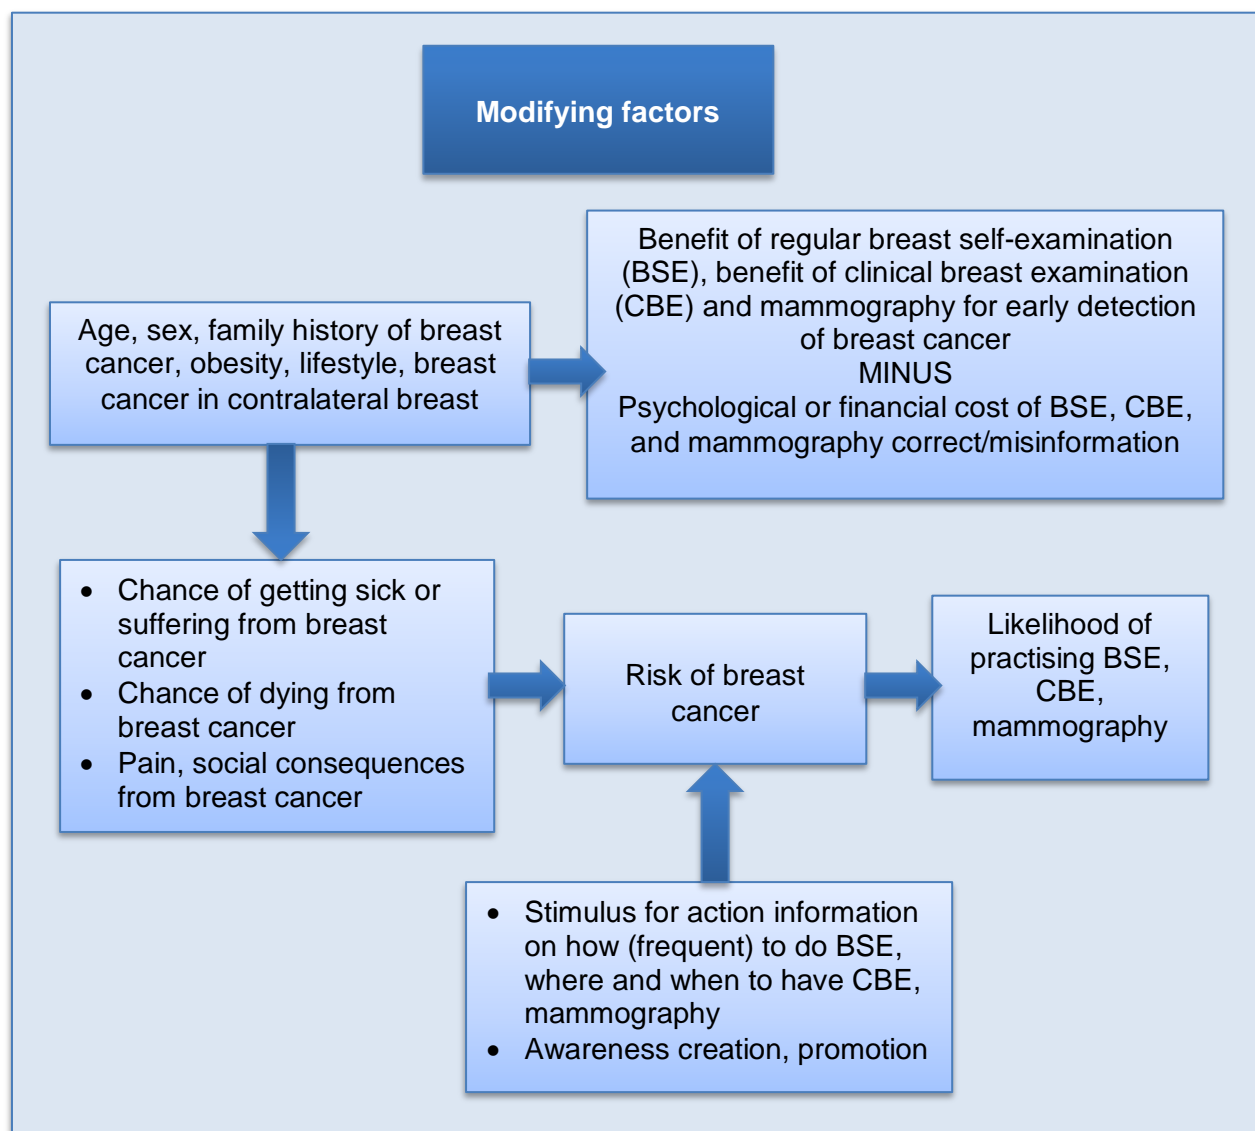 Modifying factors
Benefit of regular breast self-examination
(BSE), benefit of clinical breast examination
(CBE) and mammography for early detection
of breast cancer
MINUS
Psychological or financial cost of BSE, CBE,
and mammography correct/misinformation
Age, sex, family history of breast
cancer, obesity, lifestyle, breast
cancer in contralateral breast
• Chance of getting sick or
suffering from breast
cancer
• Chance of dying from
breast cancer
• Pain, social consequences
from breast cancer
Risk of breast
cancer
Likelihood of
practising BSE,
CBE,
mammography
• Stimulus for action information
on how (frequent) to do BSE,
where and when to have CBE,
mammography
• Awareness creation, promotion